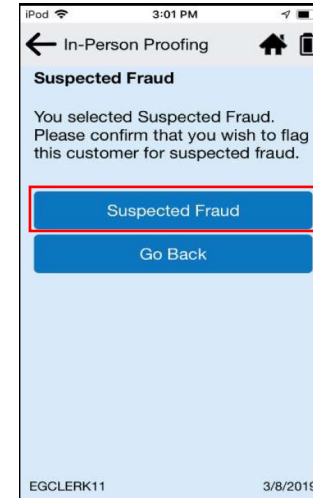 iPod 3:01 PM
In-Person Proofing
Suspected Fraud
You selected Suspected Fraud.
Please confirm that you wish to flag
this customer for suspected fraud.
Suspected Fraud
Go Back
EGCLERK11 3/8/2019